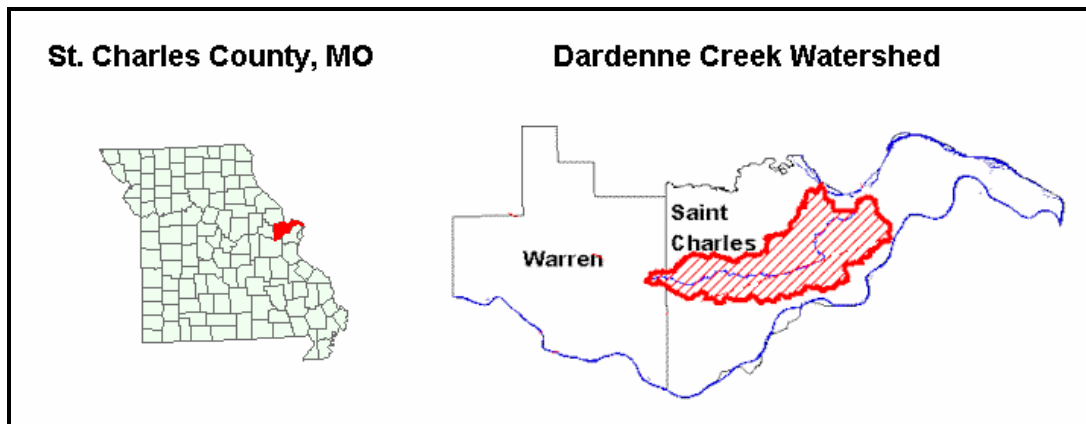 St. Charles County, MO
Dardenne Creek Watershed
Saint
Charles
Warren